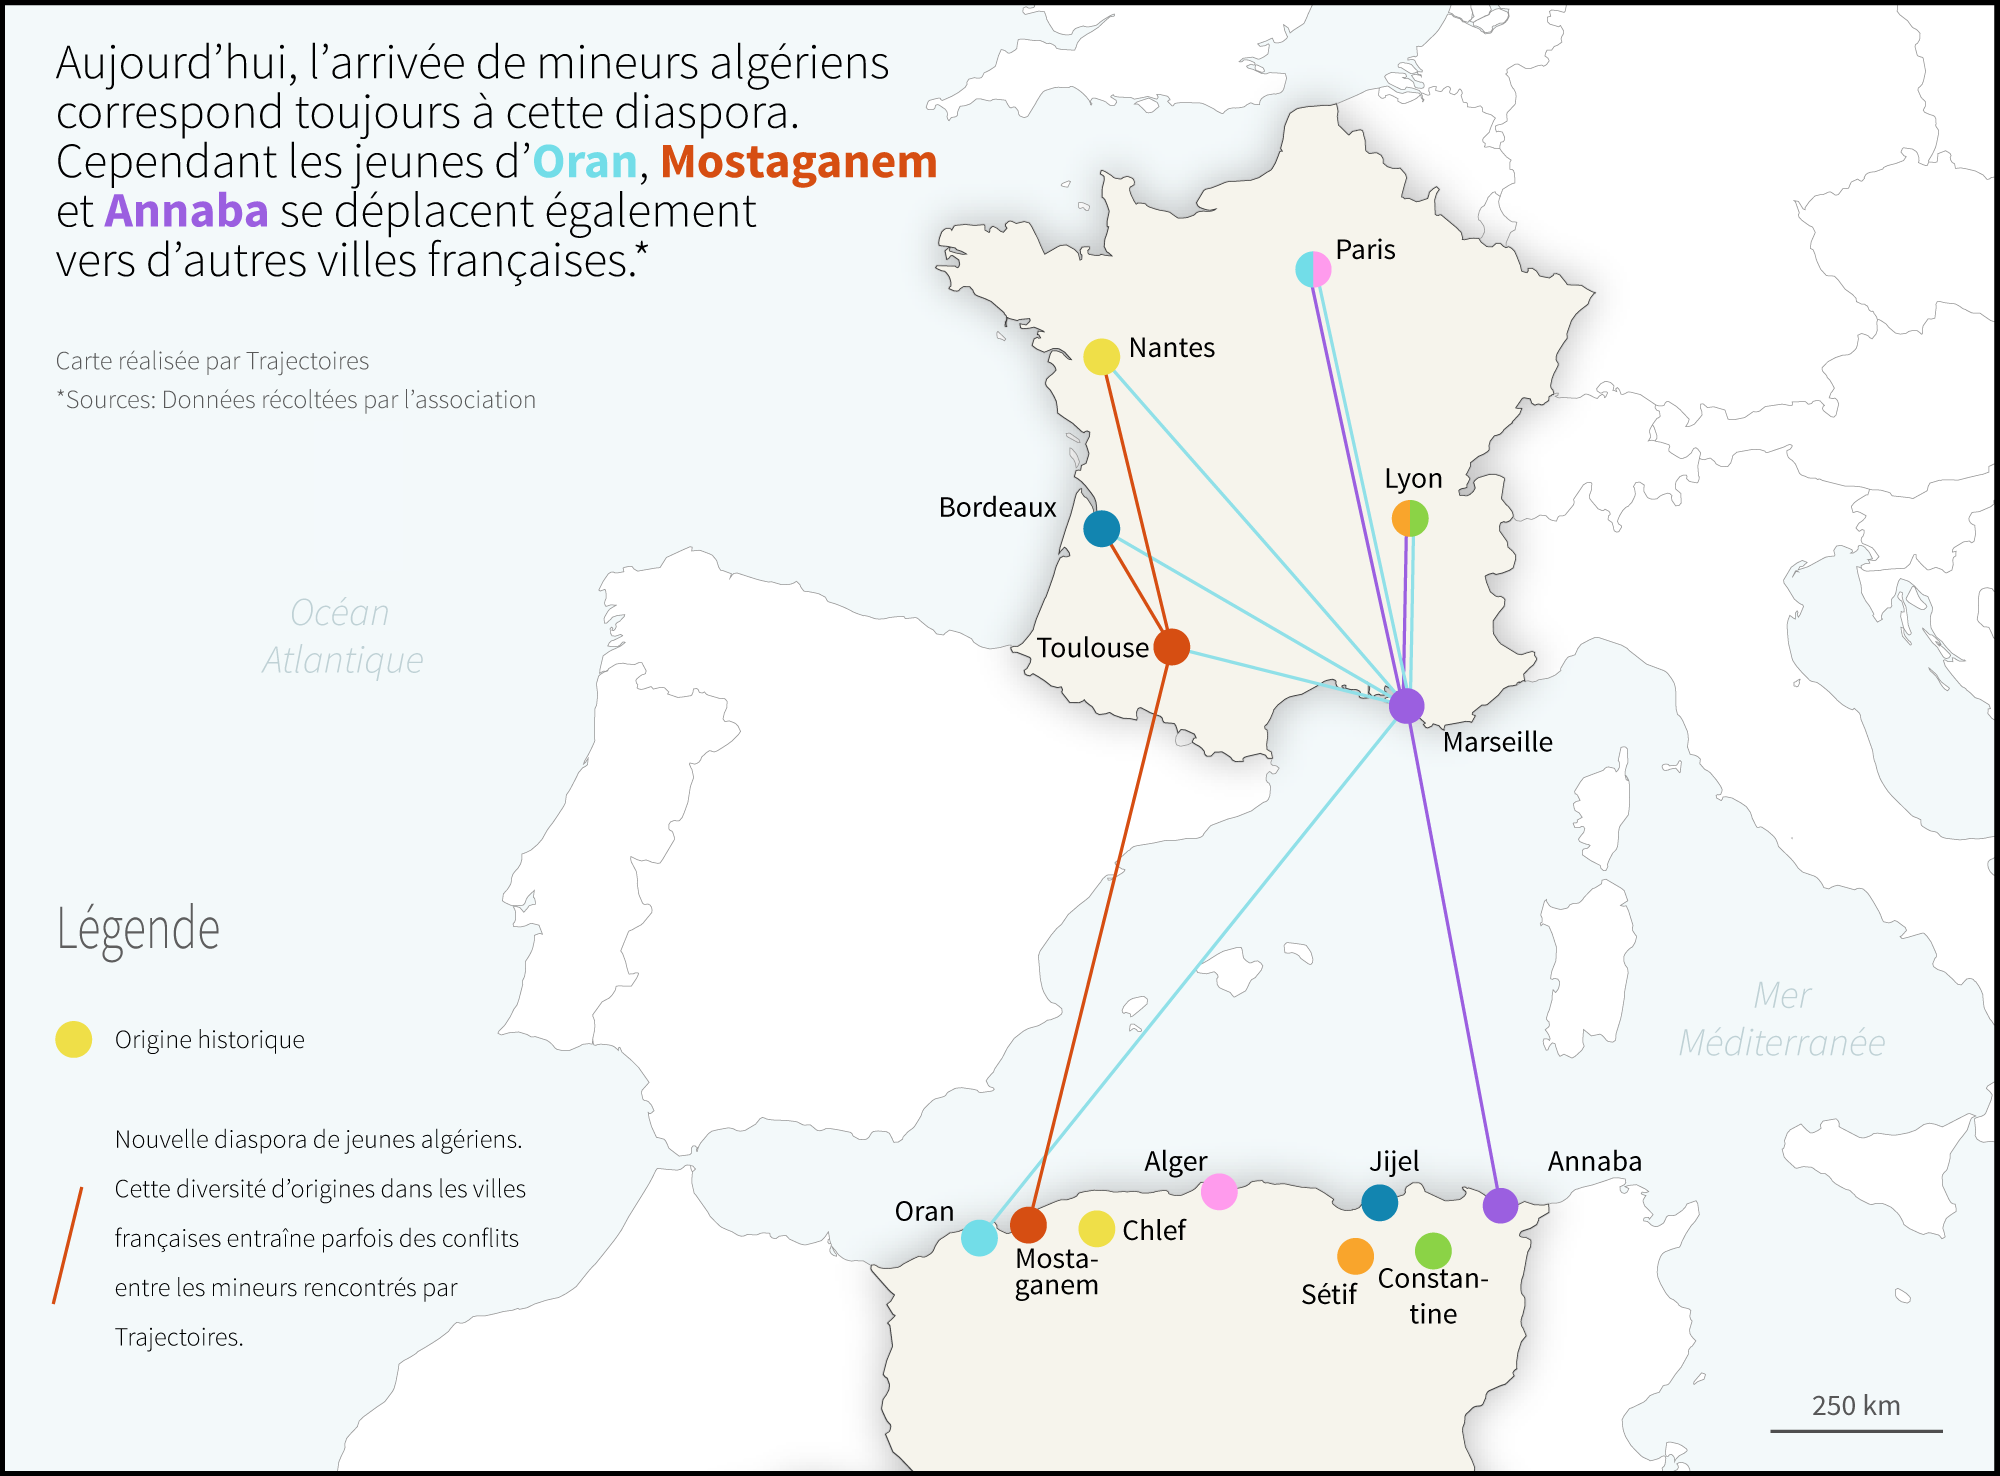 Aujourd’hui, l’arrivée de mineurs algériens
correspond toujours à cette diaspora.
Cependant les jeunes d’Oran, Mostaganem
et Annaba se déplacent également
vers d’autres villes françaises.*
Carte réalisée par Trajectoires
*Sources: Données récoltées par l’association
Paris
Nantes
Lyon
Bordeaux
Toulouse
Marseille
Océan
Atlantique
Mer
Méditerranée
Légende
Origine historique
Nouvelle diaspora de jeunes algériens.
Cette diversité d’origines dans les villes
françaises entraîne parfois des conflits
entre les mineurs rencontrés par
Trajectoires.
Alger
Jijel
Annaba
Oran
Chlef
Mosta-
ganem
Sétif
Constan-
tine
250 km